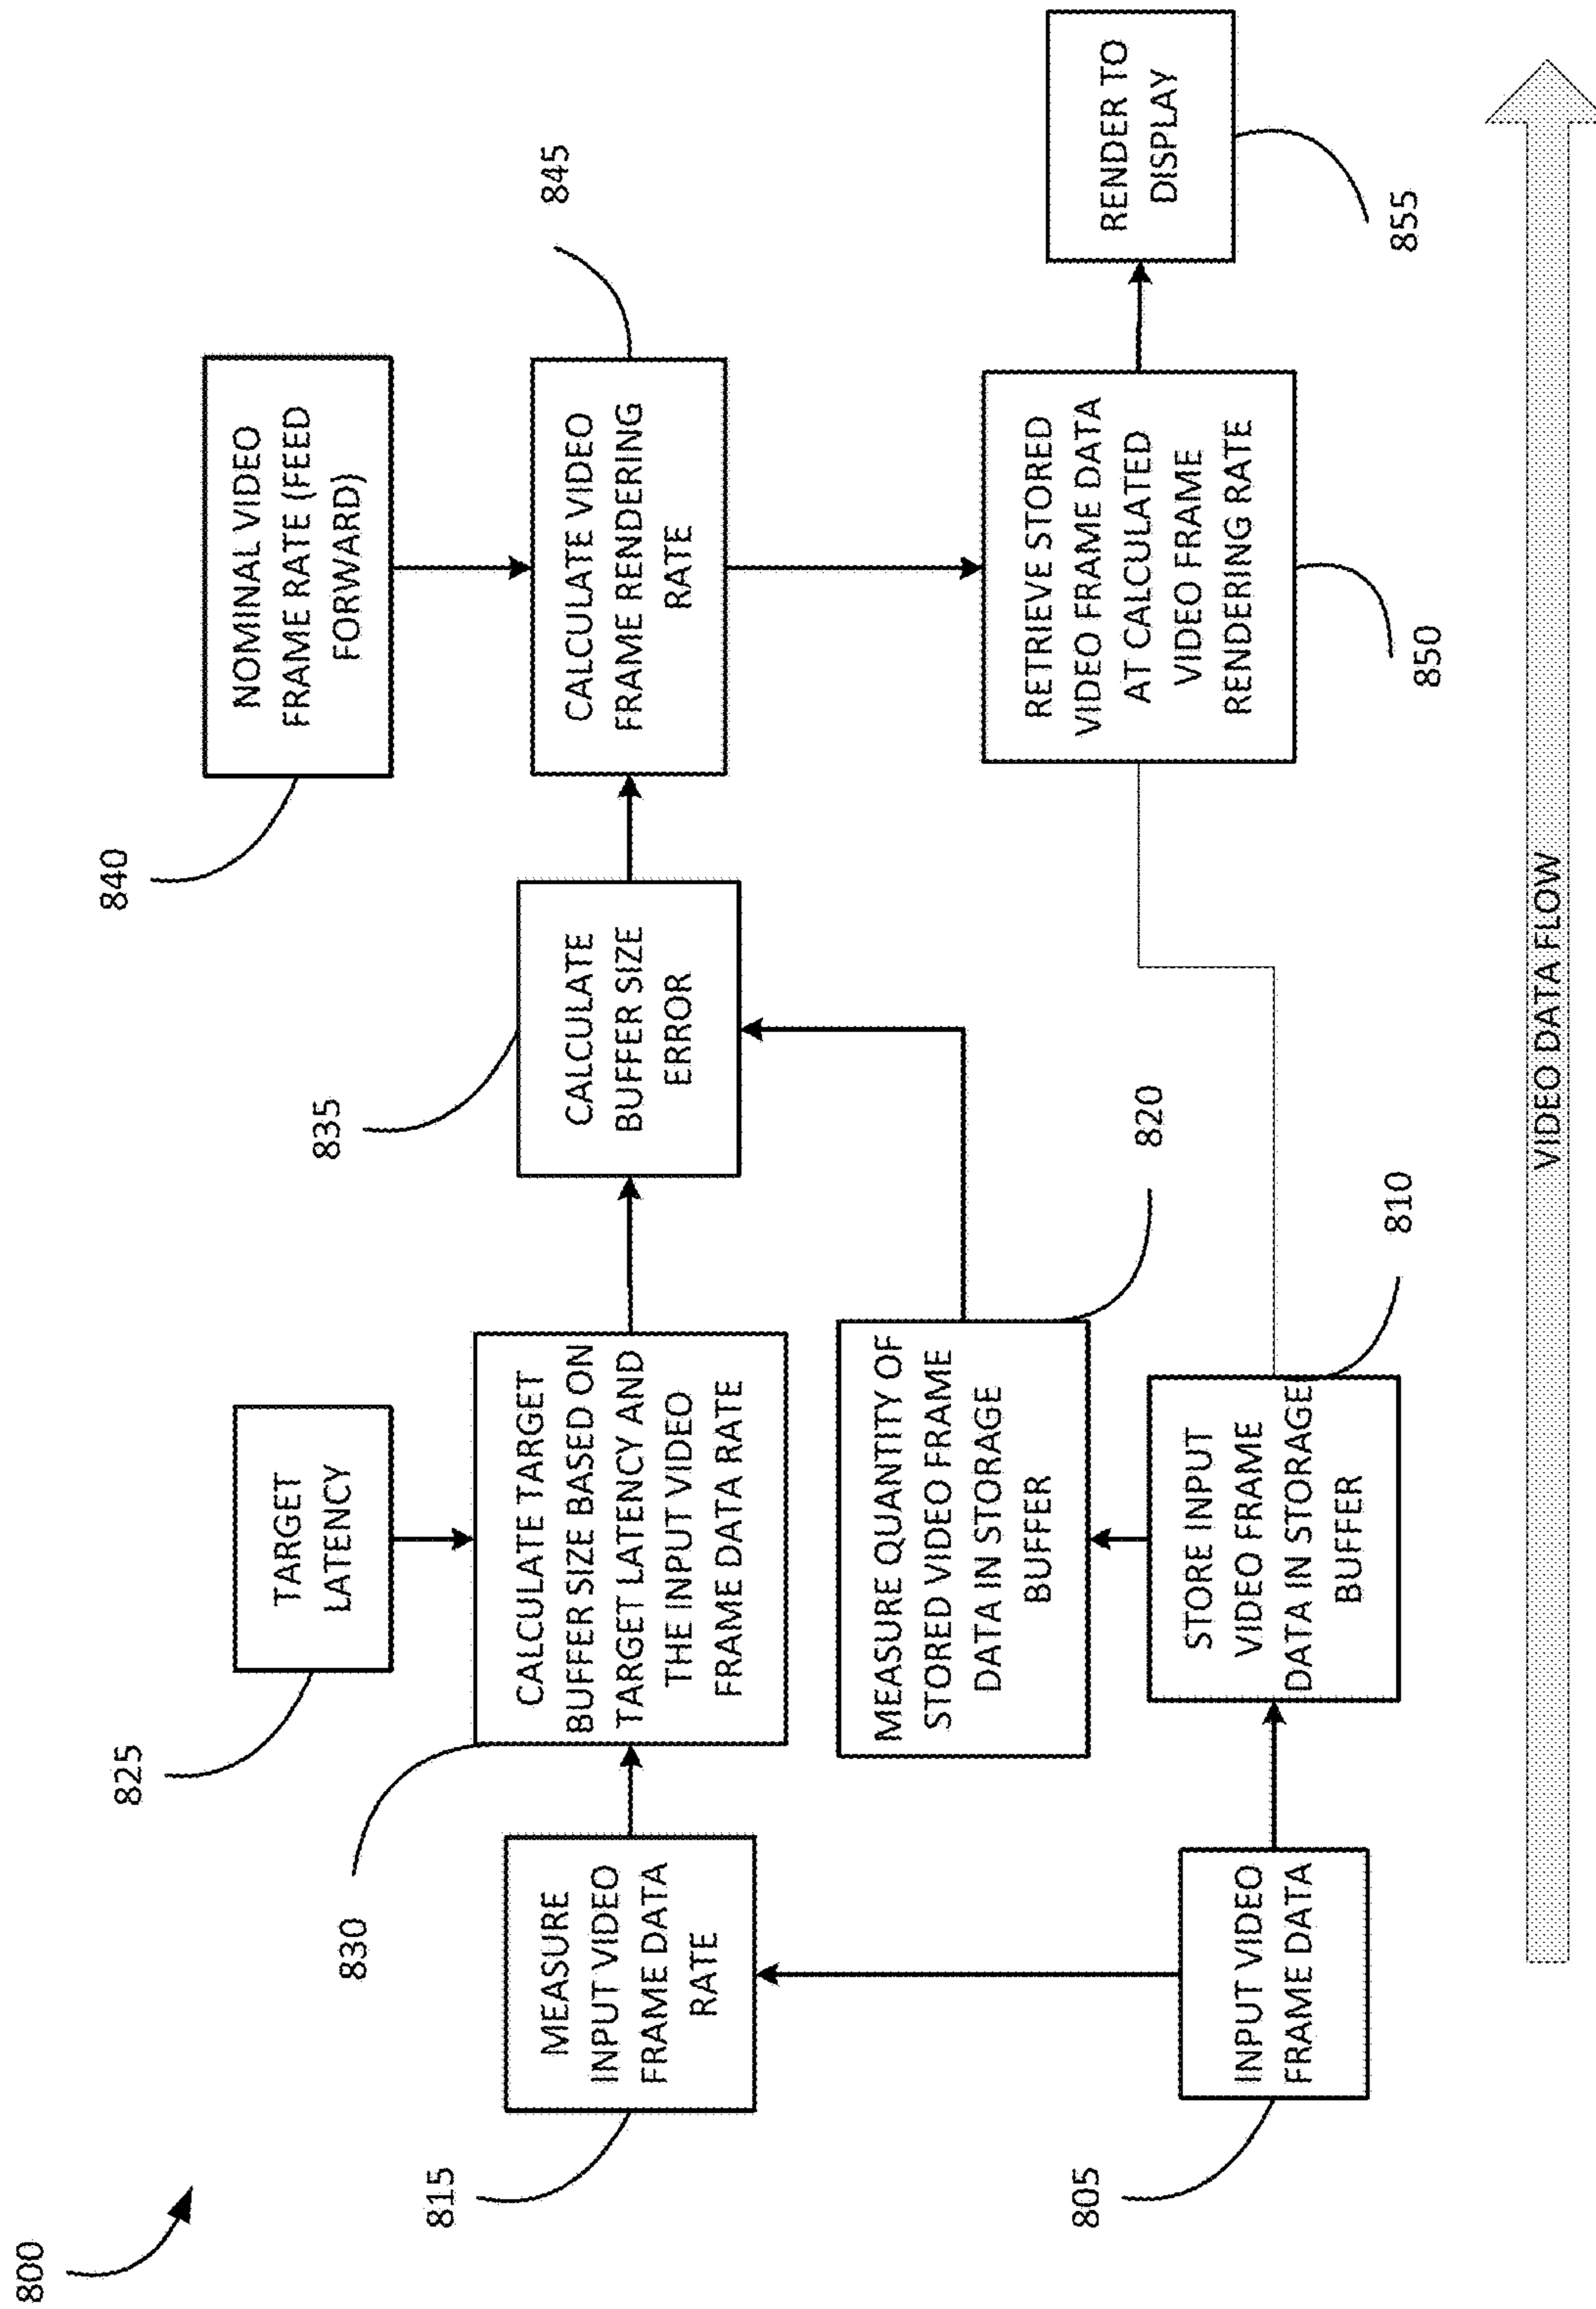 800
840
NOMINAL VIDEO
FRAME RATE (FEED
FORWARD)
825
TARGET
LATENCY
835
845
830
815
MEASURE
INPUT VIDEO
FRAME DATA
RATE
CALCULATE TARGET
BUFFER SIZE BASED ON
TARGET LATENCY AND
THE INPUT VIDEO
FRAME DATA RATE
CALCULATE
BUFFER SIZE
ERROR
CALCULATE VIDEO
FRAME RENDERING
RATE
MEASURE QUANTITY OF
STORED VIDEO FRAME
DATA IN STORAGE
BUFFER
820
RETRIEVE STORED
VIDEO FRAME DATA
AT CALCULATED
VIDEO FRAME
RENDERING RATE
RENDER TO
DISPLAY
805
INPUT VIDEO
FRAME DATA
STORE INPUT
VIDEO FRAME
DATA IN STORAGE
BUFFER
810
850
855
VIDEO DATA FLOW